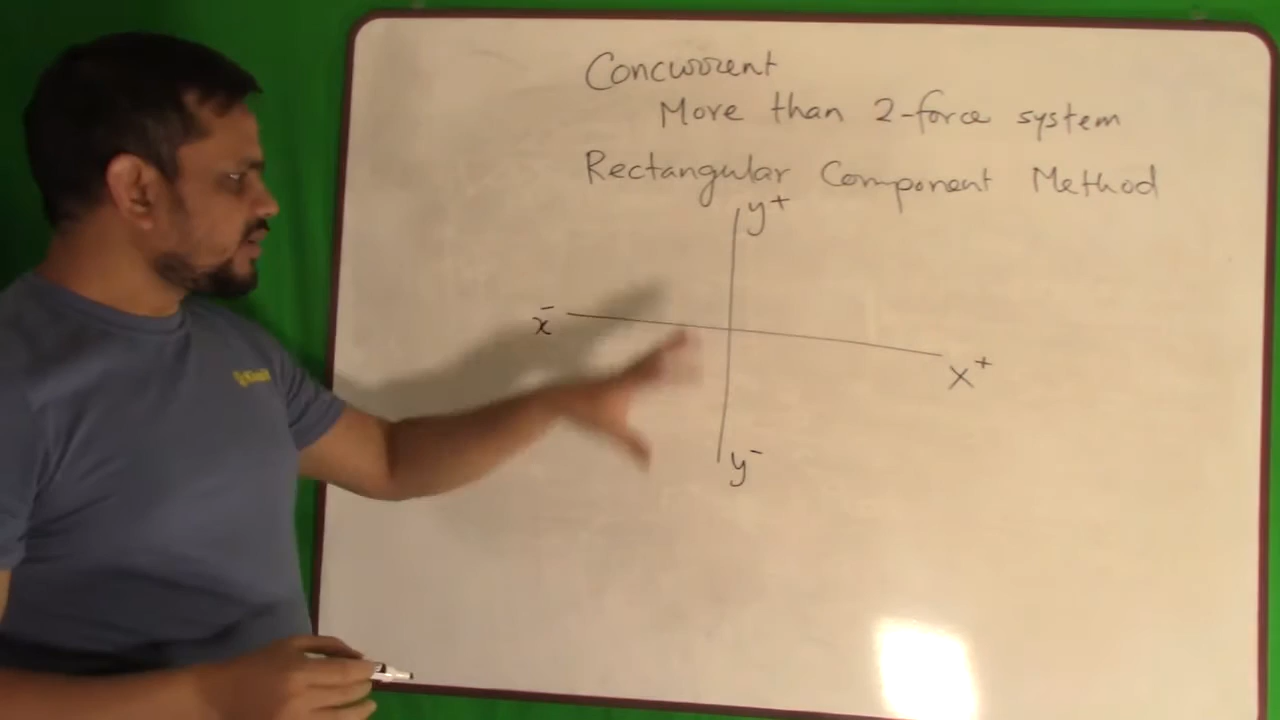 Concurrent
More than 2-force system
Rectangular Component Method
y+
x-
x+
y-